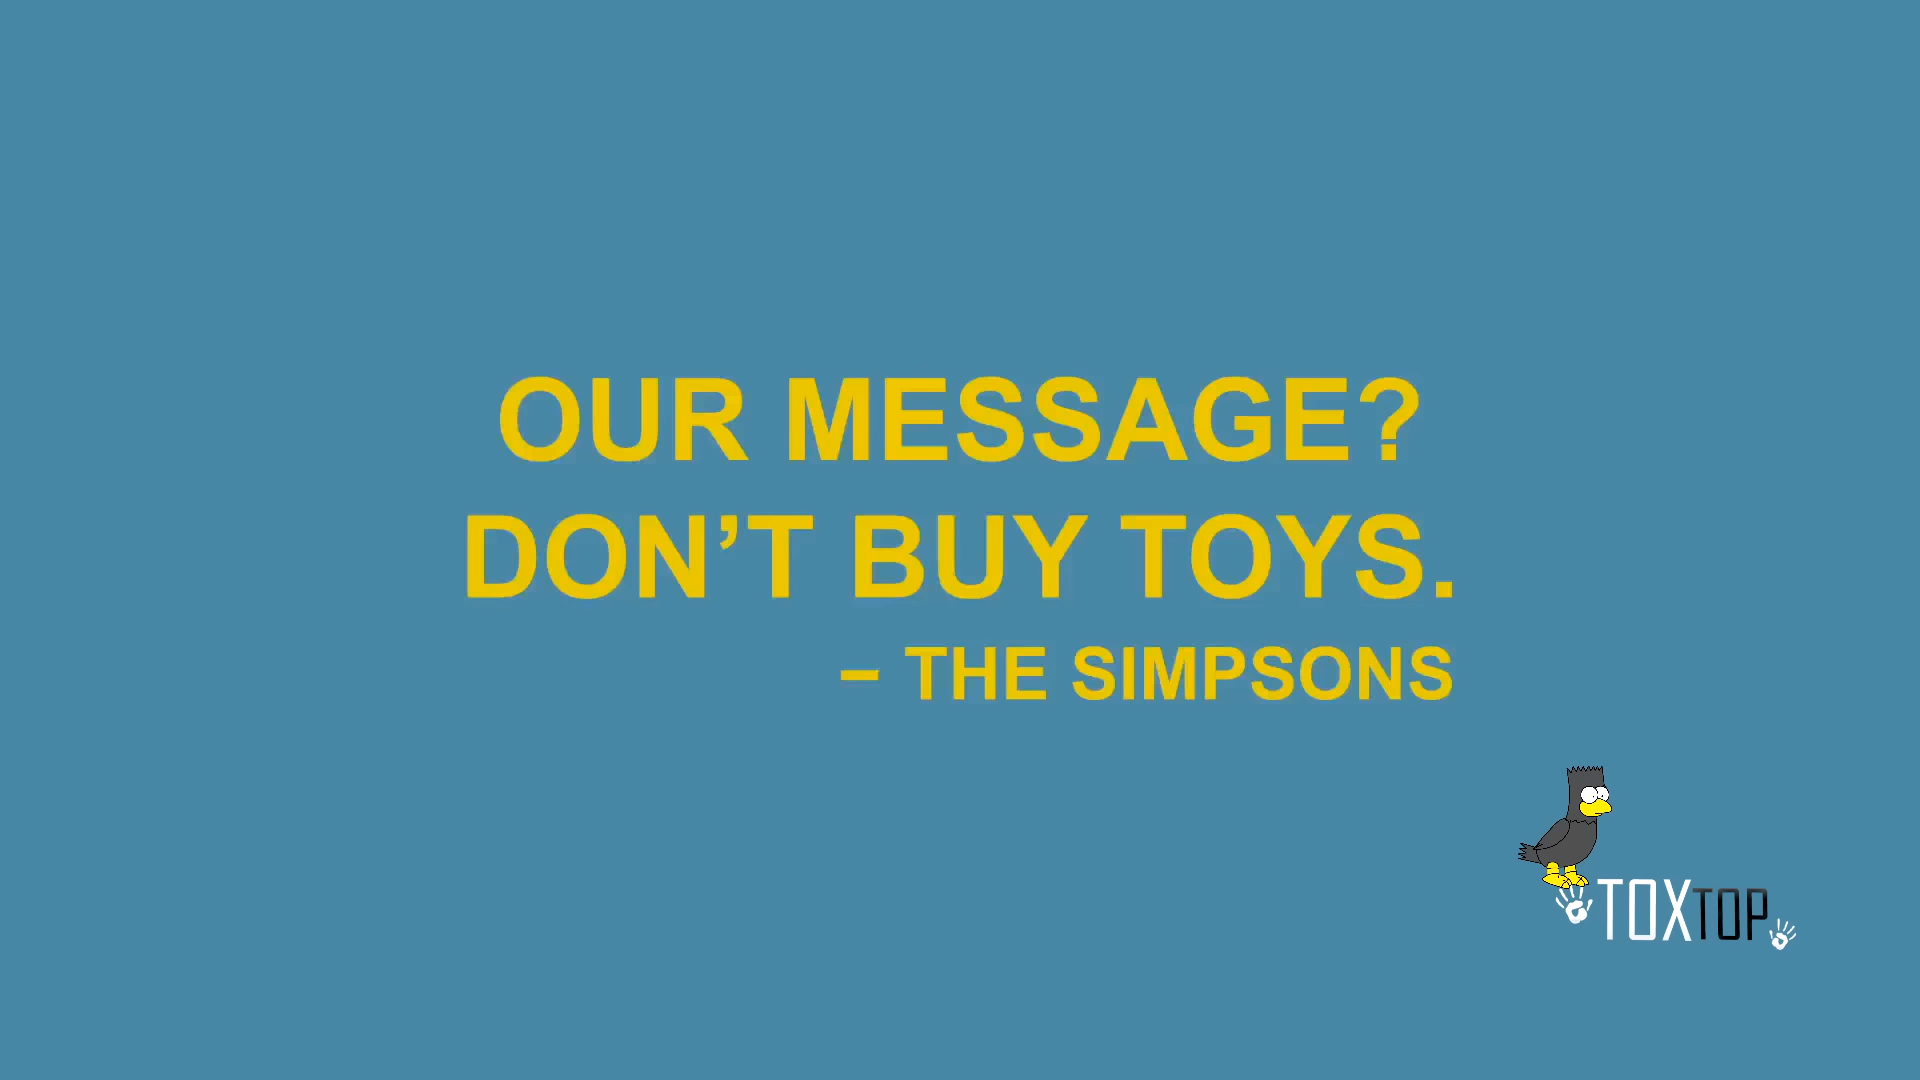 OUR MESSAGE?
DON’T BUY TOYS.
– THE SIMPSONS
TOXTOP